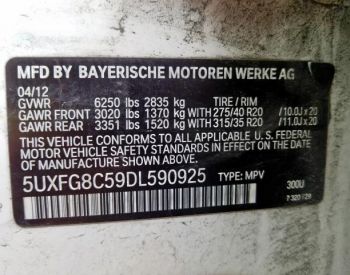 MFD BY BAYERISCHE MOTOREN WERKE AG
04/12
GVWR 6250 lbs 2835 kg TIRE / RIM
GAWR FRONT 3020 lbs 1370 kg WITH 275/40 R20 /10.0J x 20
GAWR REAR 3351 lbs 1520 kg WITH 315/35 R20 /11.0J x 20
THIS VEHICLE CONFORMS TO ALL APPLICABLE
U.S. FEDERAL MOTOR VEHICLE SAFETY
STANDARDS IN EFFECT ON THE DATE OF
MANUFACTURE SHOWN ABOVE.
5UXFG8C59DL590925 TYPE: MPV
300U